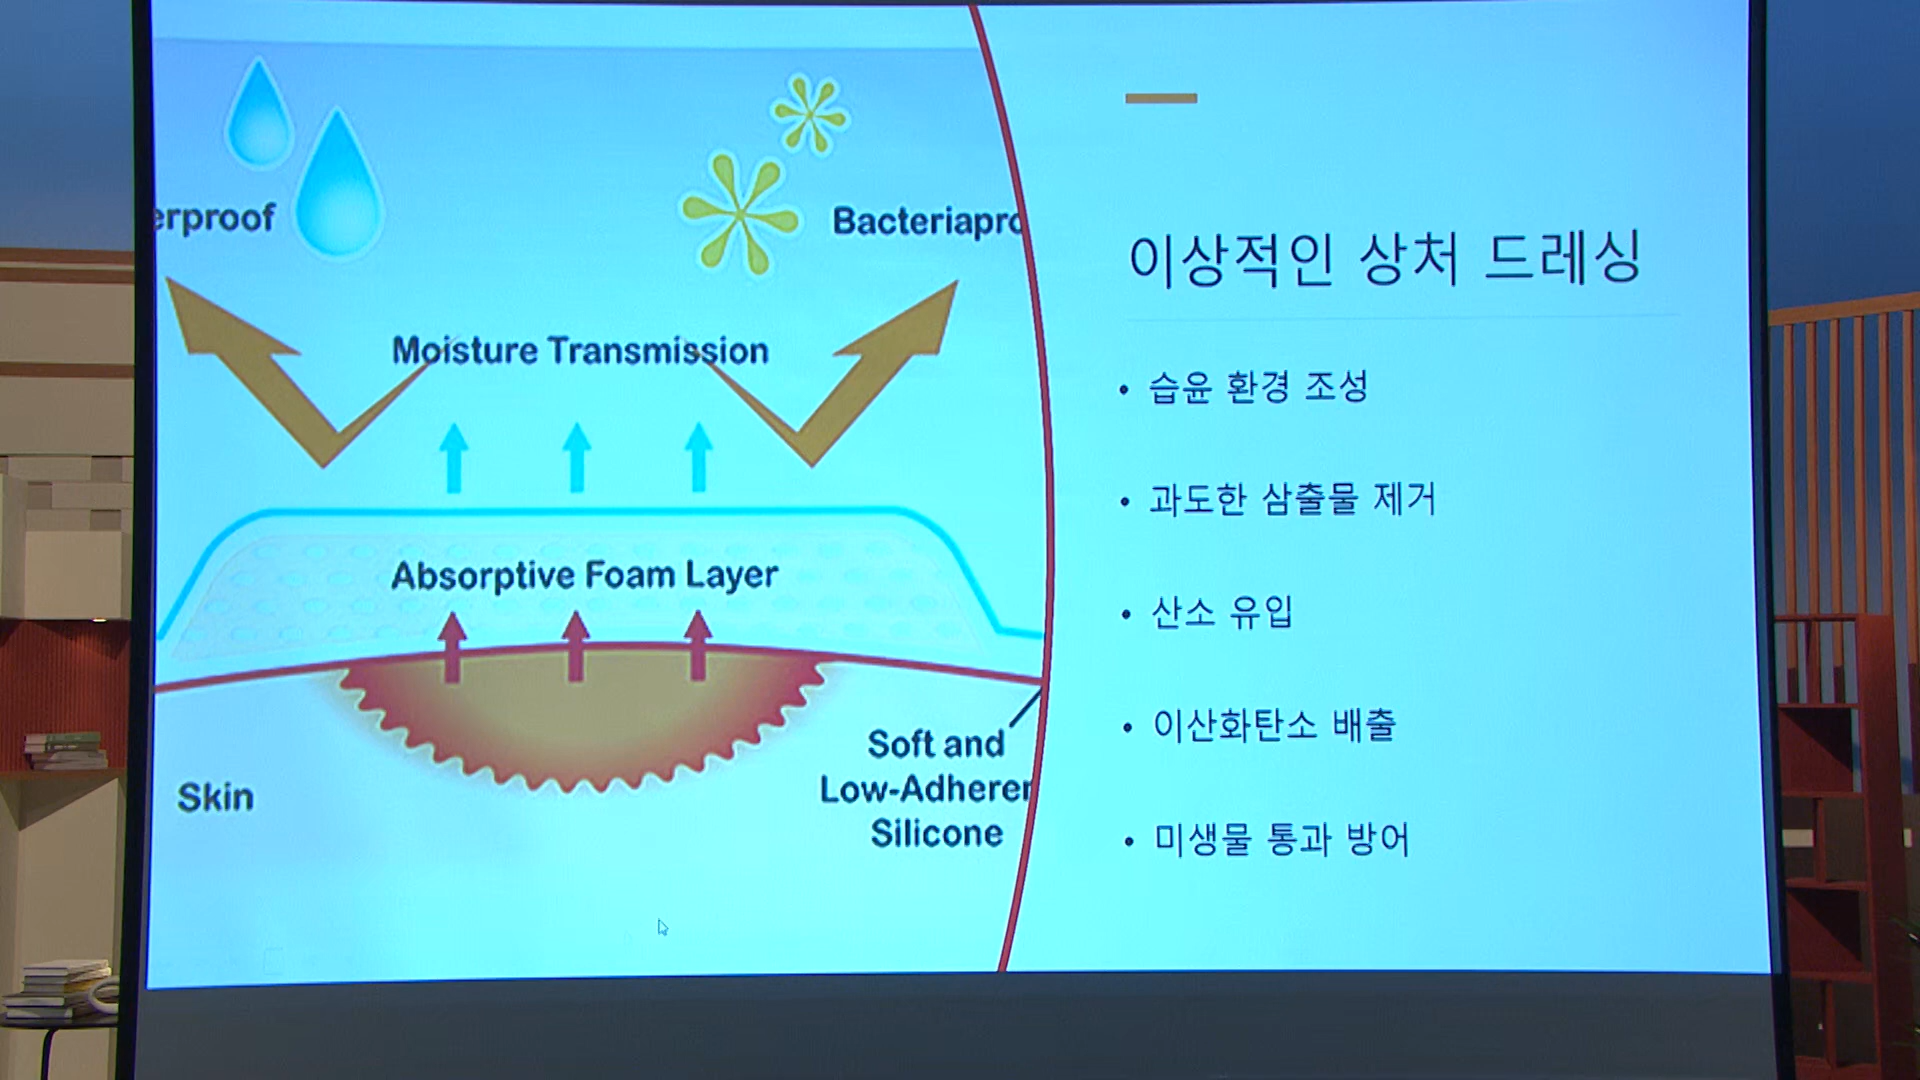 erproof
Bacteriapro
Moisture Transmission
Absorptive Foam Layer
Soft and
Low-Adheren
Silicone
Skin
이상적인 상처 드레싱
• 습윤 환경 조성
• 과도한 삼출물 제거
• 산소 유입
• 이산화탄소 배출
• 미생물 통과 방어